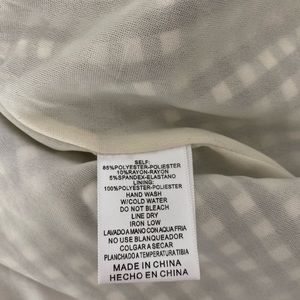 SELF:
85%POLYESTER-POLIESTER
10%RAYON-RAYON
5%SPANDEX-ELASTANO
LINING:
100%POLYESTER-POLIESTER
HAND WASH
W/COLD WATER
DO NOT BLEACH
LINE DRY
IRON LOW
LAVADO A MANO CON AQUA FRIA
NO USE BLANQUEADOR
COLGAR A SECAR
PLANCHADO A TEMPERATURA TIBIA
MADE IN CHINA
HECHO EN CHINA